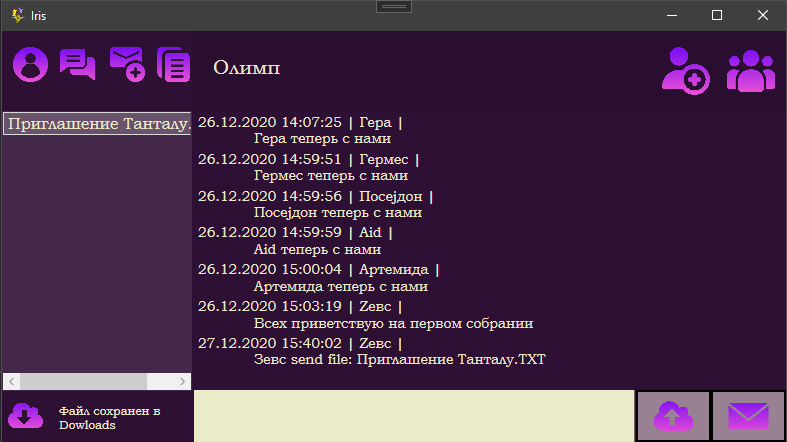 Iris
Олимп
Приглашение Танталу.
26.12.2020 14:07:25 | Гера |
Гера теперь с нами
26.12.2020 14:59:51 | Гермес |
Гермес теперь с нами
26.12.2020 14:59:56 | Посејдон |
Посејдон теперь с нами
26.12.2020 14:59:59 | Aid |
Aid теперь с нами
26.12.2020 15:00:04 | Артемида |
Артемида теперь с нами
26.12.2020 15:03:19 | Zевс |
Всех приветствую на первом собрании
27.12.2020 15:40:02 | Zевс |
Зевс send file: Приглашение Танталу.TXT
Файл сохранен в
Dowloads